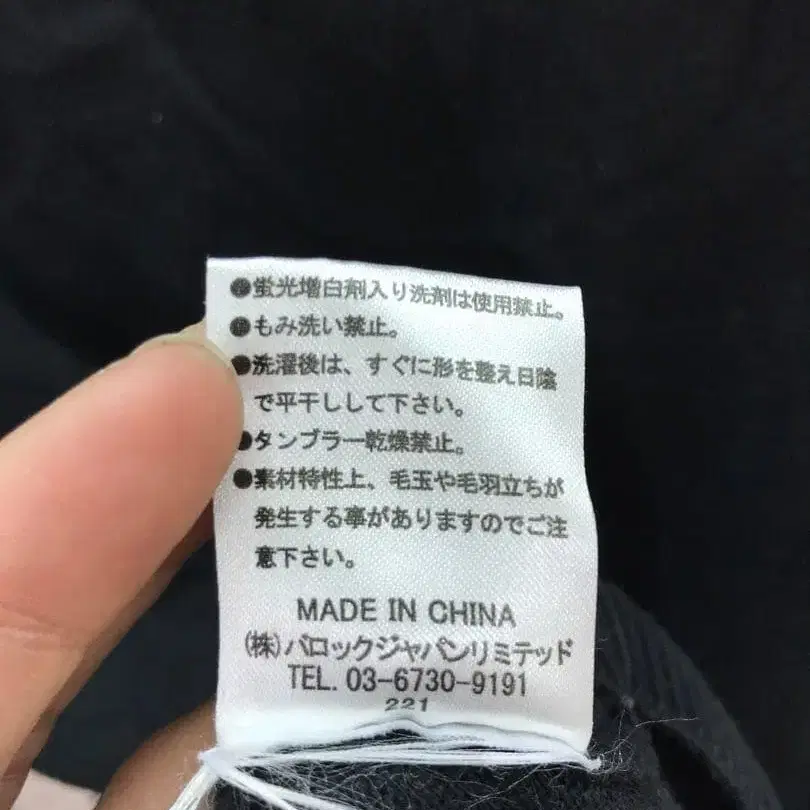 ●蛍光増白剤入り洗剤は使用禁止。
●もみ洗い禁止。
●洗濯後は、すぐに形を整え日陰
で平干しして下さい。
●タンブラー乾燥禁止。
●素材特性上、毛玉や毛羽立ちが
発生する事がありますのでご注
意下さい。
MADE IN CHINA
(株)バロックジャパンリミテッド
TEL. 03-6730-9191
221